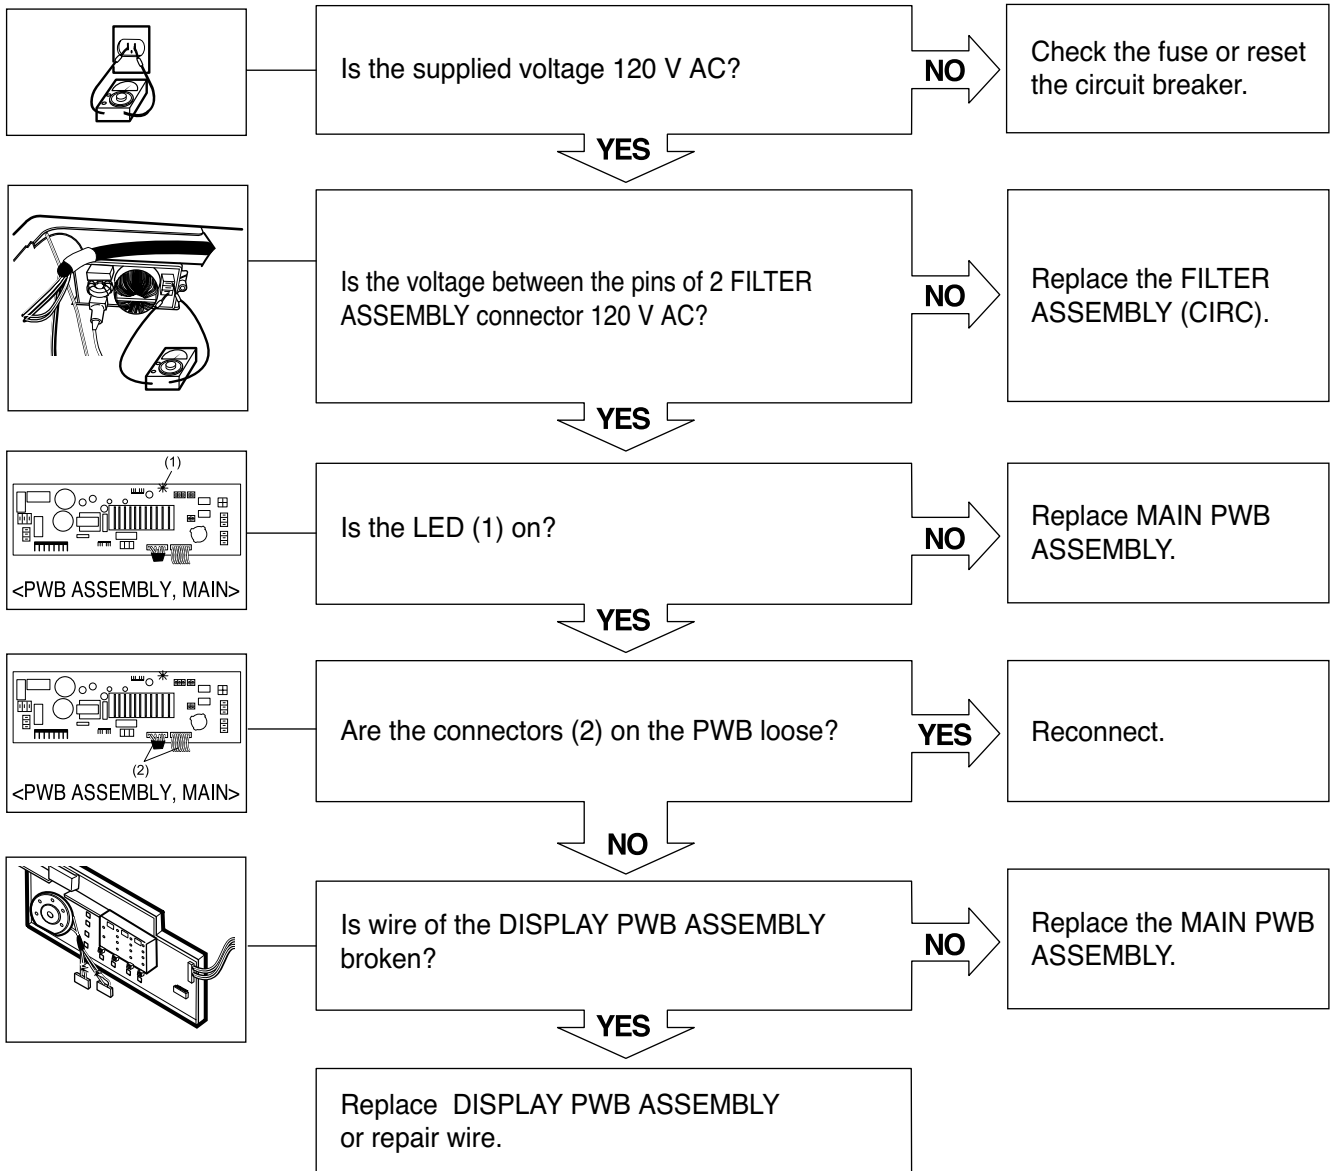 Is the supplied voltage 120 V AC?
NO
Check the fuse or reset
the circuit breaker.
YES
Is the voltage between the pins of 2 FILTER
ASSEMBLY connector 120 V AC?
NO
Replace the FILTER
ASSEMBLY (CIRC).
YES
(1)
<PWB ASSEMBLY, MAIN>
Is the LED (1) on?
NO
Replace MAIN PWB
ASSEMBLY.
YES
(2)
<PWB ASSEMBLY, MAIN>
Are the connectors (2) on the PWB loose?
YES
Reconnect.
NO
Is wire of the DISPLAY PWB ASSEMBLY
broken?
NO
Replace the MAIN PWB
ASSEMBLY.
YES
Replace  DISPLAY PWB ASSEMBLY
or repair wire.